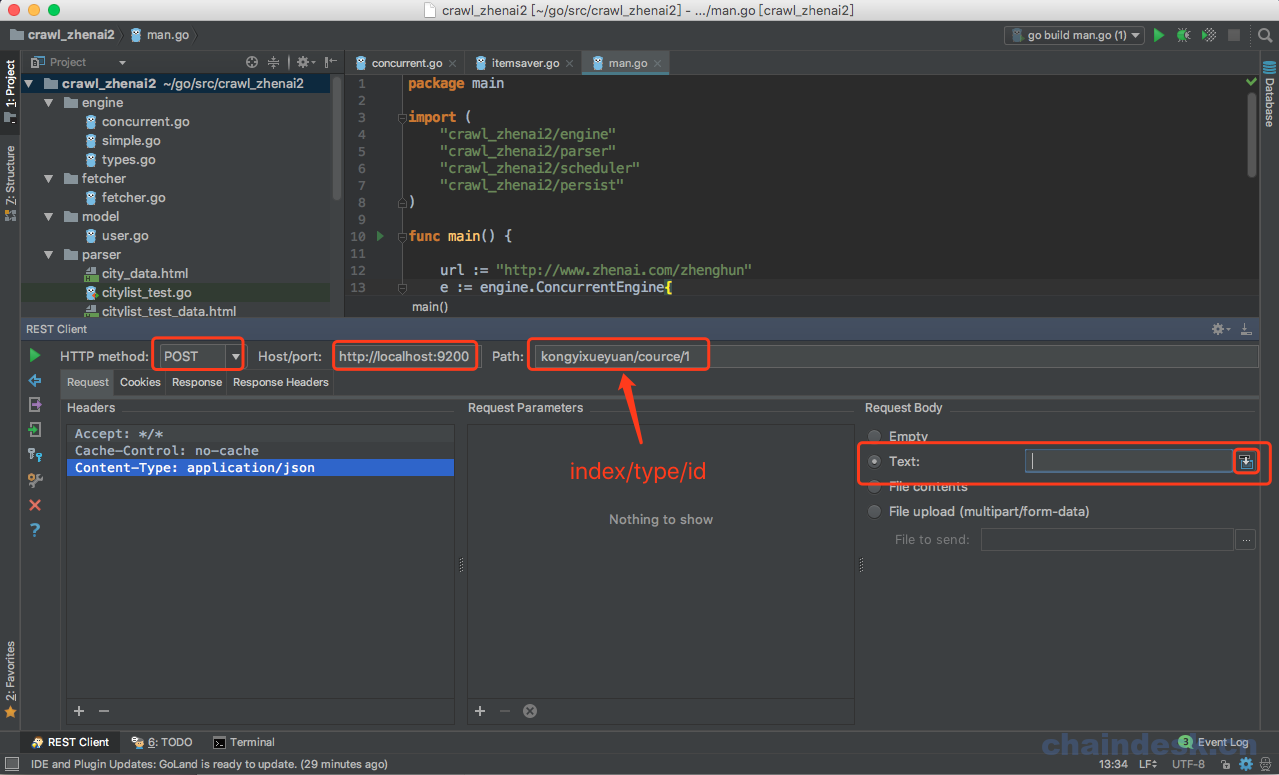 crawl_zhenai2 [~/go/src/crawl_zhenai2] - .../man.go [crawl_zhenai2]
crawl_zhenai2 man.go go build man.go (1)
Project
concurrent.go itemsaver.go man.go
1: Project
Z: Structure
2: Favorites
Database
crawl_zhenai2 ~/go/src/crawl_zhenai2
engine
concurrent.go
simple.go
types.go
fetcher
fetcher.go
model
user.go
parser
city_data.html
citylist_test.go
citylist_test_data.html
1 package main
2
3 import (
4 "crawl_zhenai2/engine"
5 "crawl_zhenai2/parser"
6 "crawl_zhenai2/scheduler"
7 "crawl_zhenai2/persist"
8 )
9
10 func main() {
11
12 url := "http://www.zhenai.com/zhenghun"
13 e := engine.ConcurrentEngine{
main()
REST Client
HTTP method: POST Host/port: http://localhost:9200 Path: kongyixueyuan/cource/1
Request Cookies Response Response Headers
Headers
Accept: */*
Cache-Control: no-cache
Content-Type: application/json
Request Parameters
index/type/id
Nothing to show
Request Body
Empty
Text:
File contents
File upload (multipart/form-data)
File to send: ...
REST Client 6: TODO Terminal 3 Event Log
chaindesk.cn
IDE and Plugin Updates: GoLand is ready to update. (29 minutes ago) 13:34 LF UTF-8